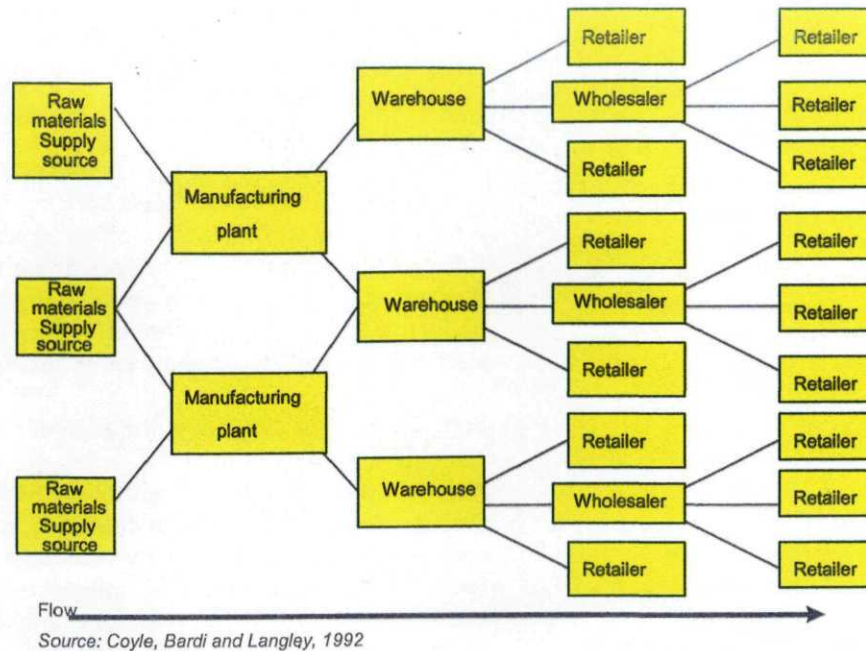 Raw
materials
Supply
source
Raw
materials
Supply
source
Raw
materials
Supply
source
Manufacturing
plant
Manufacturing
plant
Warehouse
Warehouse
Warehouse
Retailer
Wholesaler
Retailer
Retailer
Wholesaler
Retailer
Retailer
Wholesaler
Retailer
Retailer
Retailer
Retailer
Retailer
Retailer
Retailer
Retailer
Retailer
Retailer
Flow
Source: Coyle, Bardi and Langley, 1992